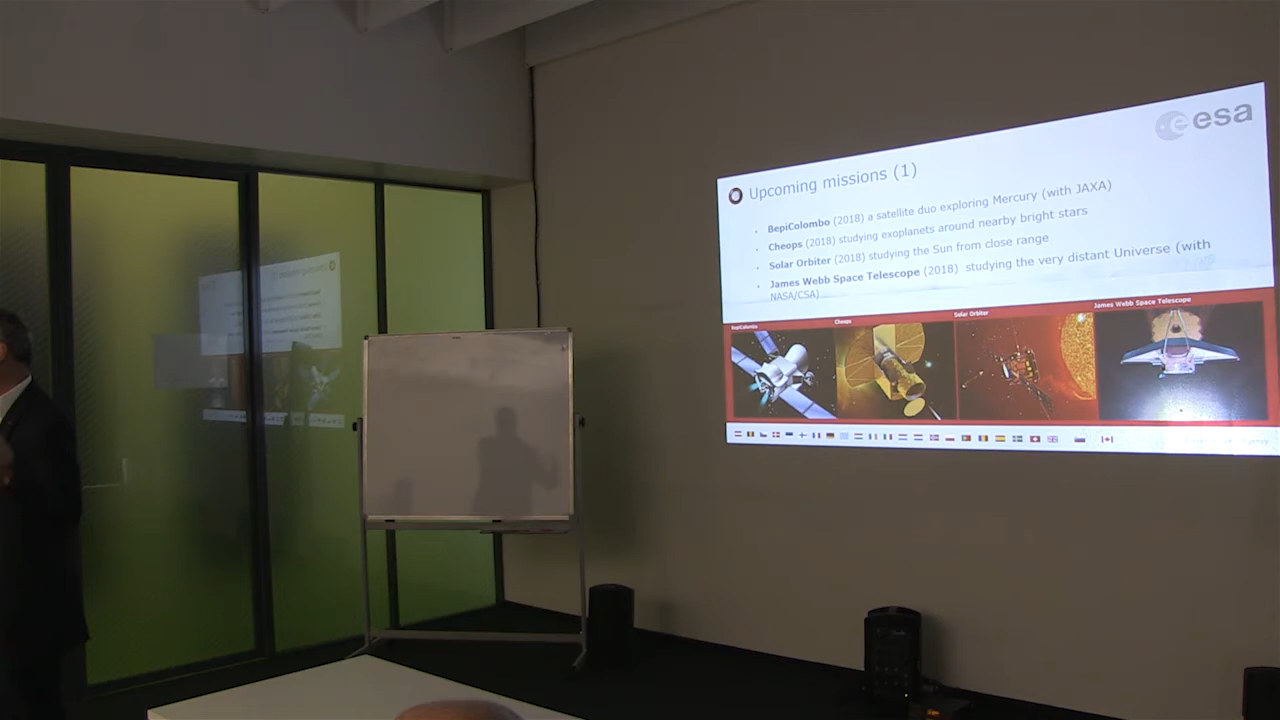 esa
Upcoming missions (1)
BepiColombo (2018) a satellite duo exploring Mercury (with JAXA)
Cheops (2018) studying exoplanets around nearby bright stars
Solar Orbiter (2018) studying the Sun from close range
James Webb Space Telescope (2018) studying the very distant Universe (with
NASA/CSA)
BepiColombo
Cheops
Solar Orbiter
James Webb Space Telescope